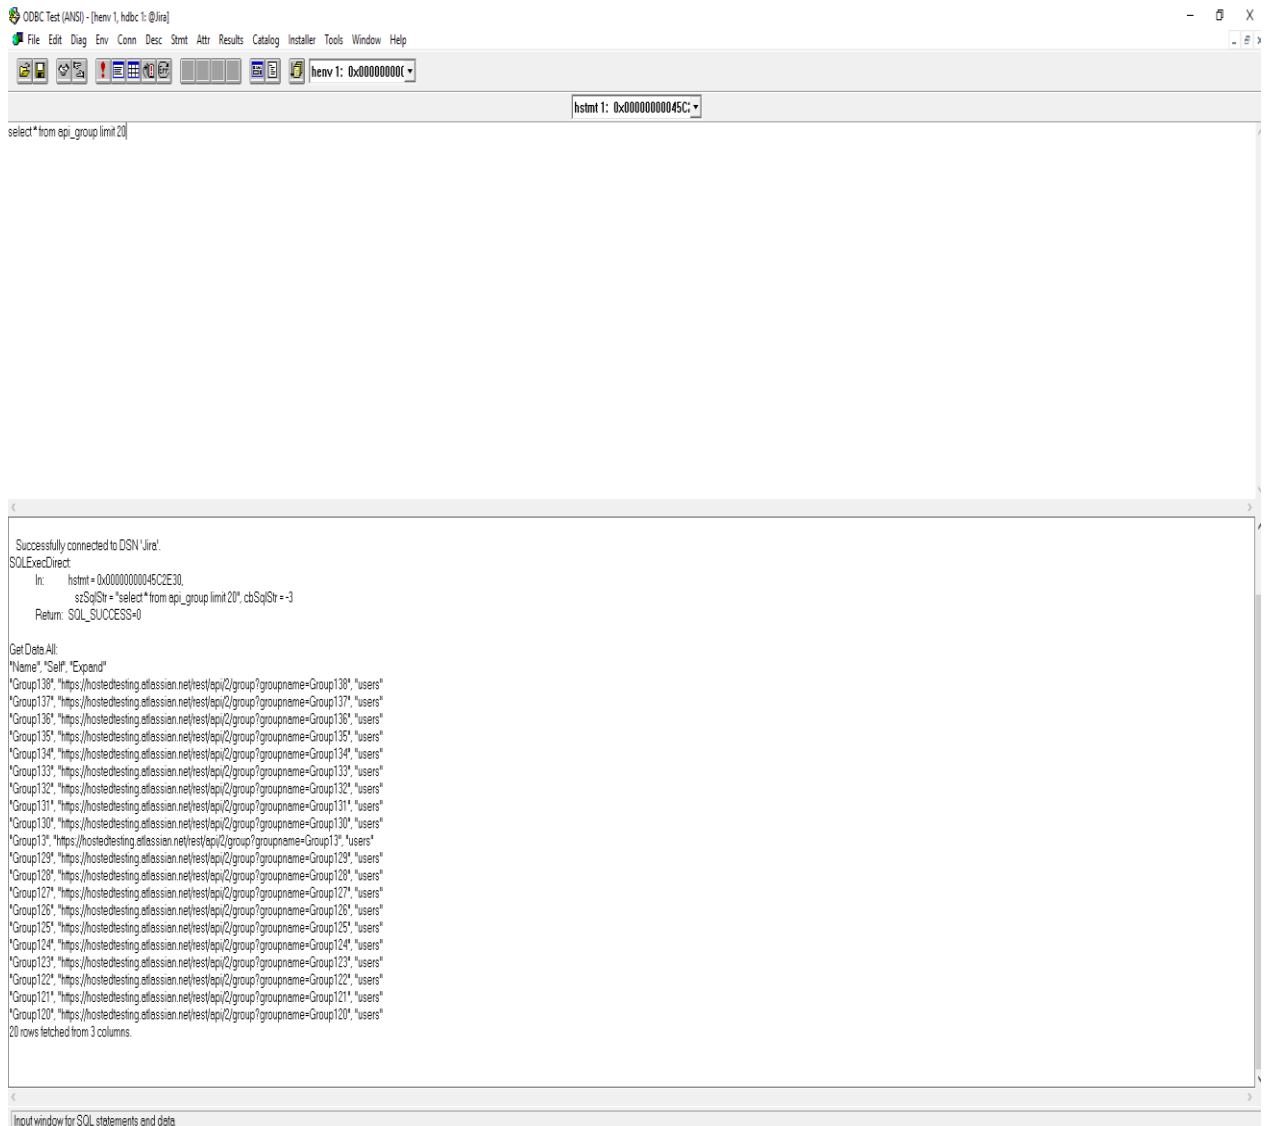 ODBC Test (ANSI) - [henv 1, hdbc 1: @Jira]
File Edit Diag Env Conn Desc Stmt Attr Results Catalog Installer Tools Window Help
henv 1: 0x00000000(
hstmt 1: 0x00000000045C:
select * from api_group limit 20
Successfully connected to DSN 'Jira'.
SQLExecDirect:
In: hstmt = 0x00000000045C2E30,
szSqlStr = "select * from api_group limit 20", cbSqlStr = -3
Return: SQL_SUCCESS=0
Get Data All:
"Name", "Self", "Expand"
"Group138", "https://hostedtesting.atlassian.net/rest/api/2/group?groupname=Group138", "users"
"Group137", "https://hostedtesting.atlassian.net/rest/api/2/group?groupname=Group137", "users"
"Group136", "https://hostedtesting.atlassian.net/rest/api/2/group?groupname=Group136", "users"
"Group135", "https://hostedtesting.atlassian.net/rest/api/2/group?groupname=Group135", "users"
"Group134", "https://hostedtesting.atlassian.net/rest/api/2/group?groupname=Group134", "users"
"Group133", "https://hostedtesting.atlassian.net/rest/api/2/group?groupname=Group133", "users"
"Group132", "https://hostedtesting.atlassian.net/rest/api/2/group?groupname=Group132", "users"
"Group131", "https://hostedtesting.atlassian.net/rest/api/2/group?groupname=Group131", "users"
"Group130", "https://hostedtesting.atlassian.net/rest/api/2/group?groupname=Group130", "users"
"Group13", "https://hostedtesting.atlassian.net/rest/api/2/group?groupname=Group13", "users"
"Group129", "https://hostedtesting.atlassian.net/rest/api/2/group?groupname=Group129", "users"
"Group128", "https://hostedtesting.atlassian.net/rest/api/2/group?groupname=Group128", "users"
"Group127", "https://hostedtesting.atlassian.net/rest/api/2/group?groupname=Group127", "users"
"Group126", "https://hostedtesting.atlassian.net/rest/api/2/group?groupname=Group126", "users"
"Group125", "https://hostedtesting.atlassian.net/rest/api/2/group?groupname=Group125", "users"
"Group124", "https://hostedtesting.atlassian.net/rest/api/2/group?groupname=Group124", "users"
"Group123", "https://hostedtesting.atlassian.net/rest/api/2/group?groupname=Group123", "users"
"Group122", "https://hostedtesting.atlassian.net/rest/api/2/group?groupname=Group122", "users"
"Group121", "https://hostedtesting.atlassian.net/rest/api/2/group?groupname=Group121", "users"
"Group120", "https://hostedtesting.atlassian.net/rest/api/2/group?groupname=Group120", "users"
20 rows fetched from 3 columns.
Input window for SQL statements and data